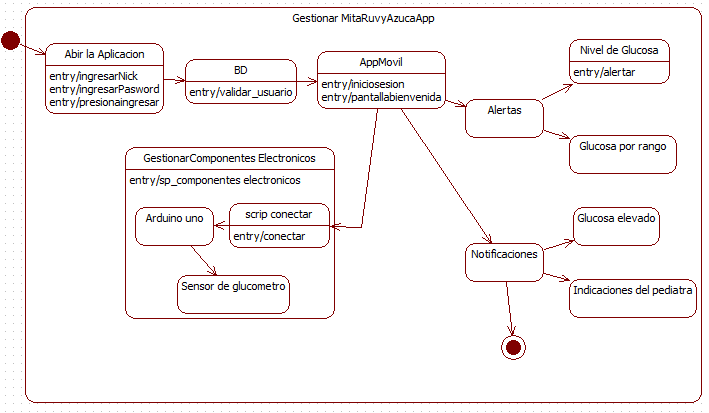 Gestionar MitaRuvyAzucaApp
Abir la Aplicacion
entry/ingresarNick
entry/ingresarPasword
entry/presionaingresar
BD
entry/validar_usuario
AppMovil
entry/iniciosesion
entry/pantallabienvenida
Nivel de Glucosa
entry/alertar
Alertas
Glucosa por rango
GestionarComponentes Electronicos
entry/sp_componentes electronicos
Arduino uno
scrip conectar
entry/conectar
Sensor de glucometro
Glucosa elevado
Notificaciones
Indicaciones del pediatra